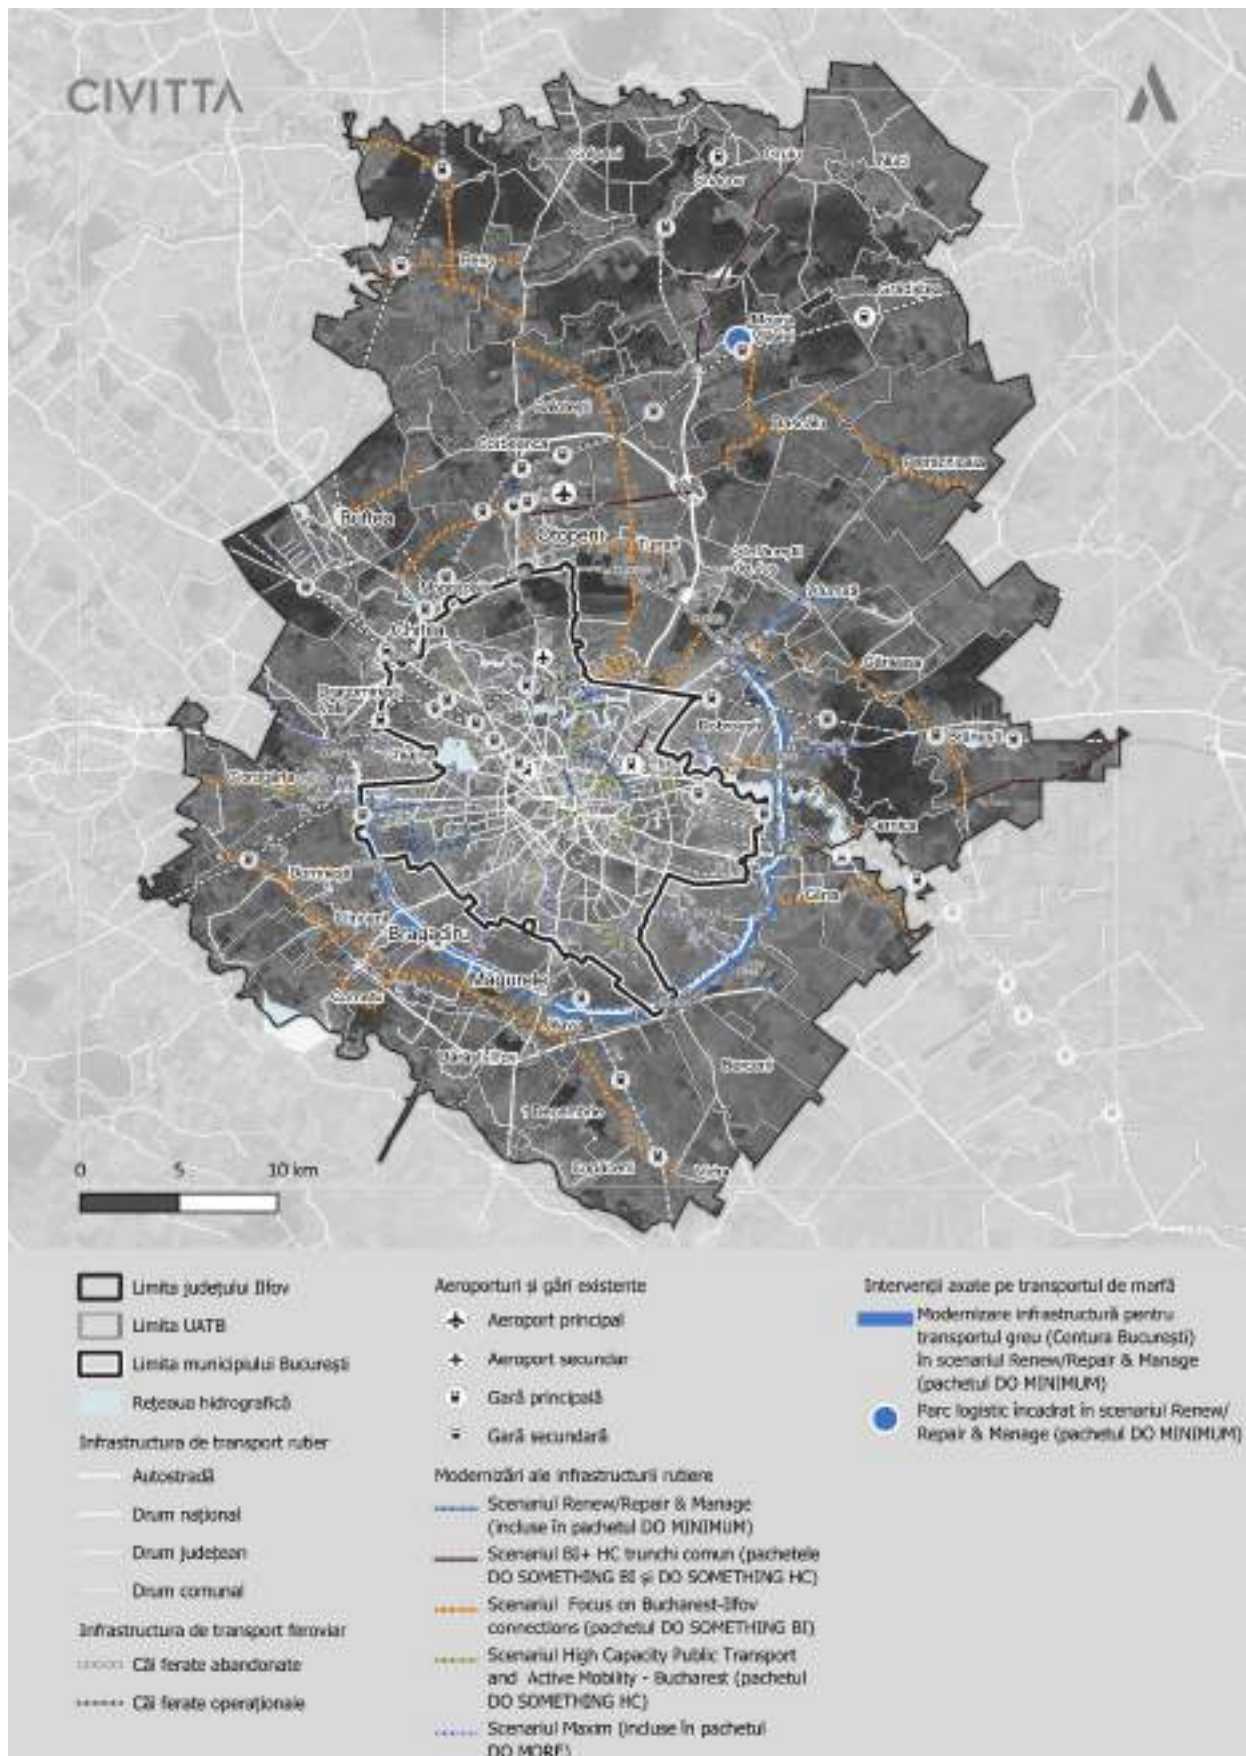 CIVITTA
Otopeni
Bragadiru
Măgurele
Buftea
Chitila
Corbeanca
Găneasa
Cernica
Berceni
Vidra
0 5 10 km
Limita județului Ilfov
Limita UATB
Limita municipiului București
Rețeaua hidrografică
Infrastructura de transport rutier
Autostradă
Drum național
Drum județean
Drum comunal
Infrastructura de transport feroviar
Căi ferate abandonate
Căi ferate operaționale
Aeroporturi și gări existente
Aeroport principal
Aeroport secundar
Gară principală
Gară secundară
Modernizări ale infrastructurii rutiere
Scenariul Renew/Repair & Manage
(incluse în pachetul DO MINIMUM)
Scenariul BI+ HC trunchi comun (pachetele
DO SOMETHING BI și DO SOMETHING HC)
Scenariul Focus on Bucharest-Ilfov
connections (pachetul DO SOMETHING BI)
Scenariul High Capacity Public Transport
and Active Mobility - Bucharest (pachetul
DO SOMETHING HC)
Scenariul Maxim (incluse în pachetul
DO MORE)
Intervenții axate pe transportul de marfă
Modernizare infrastructură pentru
transportul greu (Centura București)
în scenariul Renew/Repair & Manage
(pachetul DO MINIMUM)
Parc logistic încadrat în scenariul Renew/
Repair & Manage (pachetul DO MINIMUM)